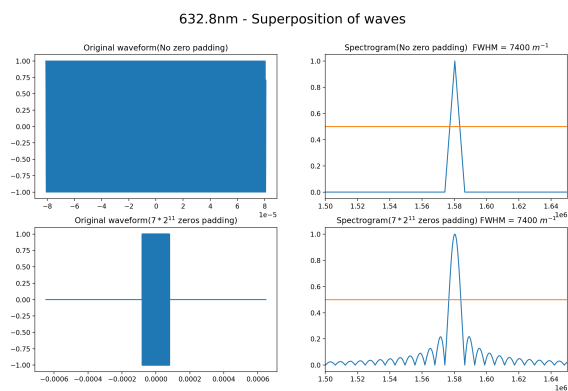 632.8nm - Superposition of waves
Original waveform(No zero padding)
Spectrogram(No zero padding)  FWHM = 7400 m⁻¹
1.00
0.75
0.50
0.25
0.00
−0.25
−0.50
−0.75
−1.00
−8 −6 −4 −2 0 2 4 6 8
1e−5
1.0
0.8
0.6
0.4
0.2
0.0
1.50 1.52 1.54 1.56 1.58 1.60 1.62 1.64
1e6
Original waveform(7 * 2¹¹ zeros padding)
Spectrogram(7 * 2¹¹ zeros padding) FWHM = 7400 m⁻¹
1.00
0.75
0.50
0.25
0.00
−0.25
−0.50
−0.75
−1.00
−0.0006 −0.0004 −0.0002 0.0000 0.0002 0.0004 0.0006
1.0
0.8
0.6
0.4
0.2
0.0
1.50 1.52 1.54 1.56 1.58 1.60 1.62 1.64
1e6